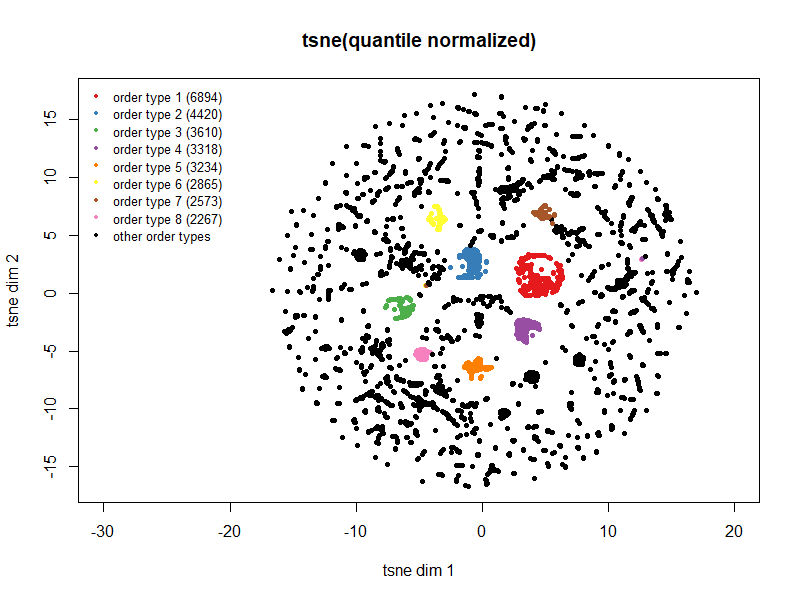 tsne(quantile normalized)
order type 1 (6894)
order type 2 (4420)
order type 3 (3610)
order type 4 (3318)
order type 5 (3234)
order type 6 (2865)
order type 7 (2573)
order type 8 (2267)
other order types
tsne dim 2
15
10
5
0
-5
-10
-15
-30
-20
-10
0
10
20
tsne dim 1